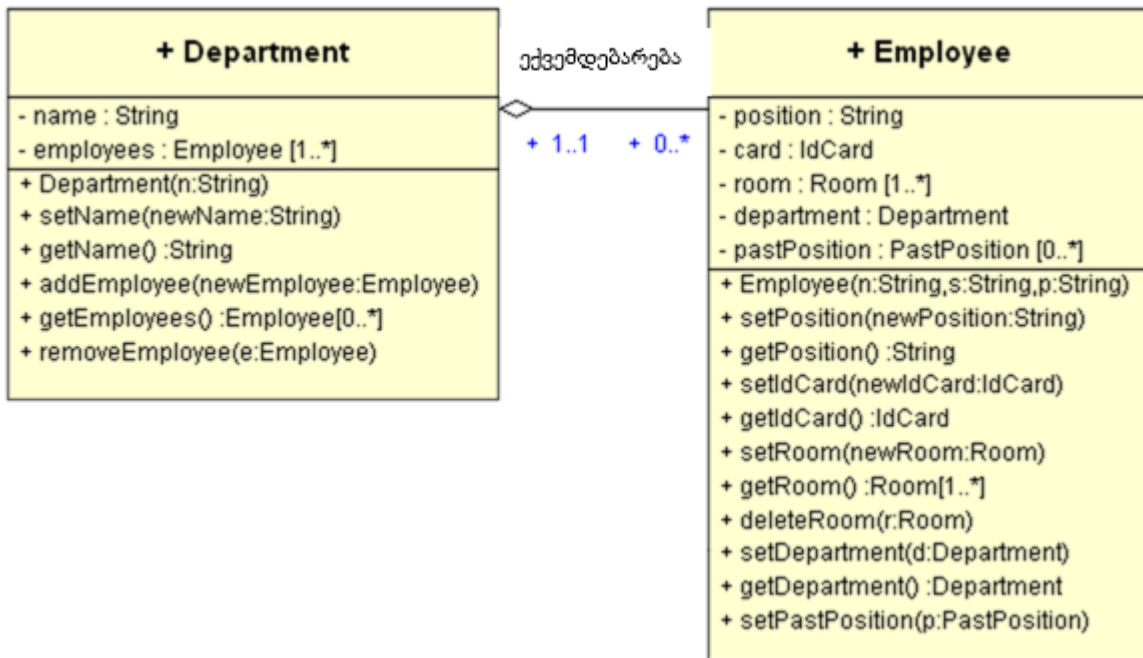 + Department
- name : String
- employees : Employee [1..*]
+ Department(n:String)
+ setName(newName:String)
+ getName() :String
+ addEmployee(newEmployee:Employee)
+ getEmployees() :Employee[0..*]
+ removeEmployee(e:Employee)
ექვემდებარება
+ 1..1 + 0..*
+ Employee
- position : String
- card : IdCard
- room : Room [1..*]
- department : Department
- pastPosition : PastPosition [0..*]
+ Employee(n:String,s:String,p:String)
+ setPosition(newPosition:String)
+ getPosition() :String
+ setIdCard(newIdCard:IdCard)
+ getIdCard() :IdCard
+ setRoom(newRoom:Room)
+ getRoom() :Room[1..*]
+ deleteRoom(r:Room)
+ setDepartment(d:Department)
+ getDepartment() :Department
+ setPastPosition(p:PastPosition)